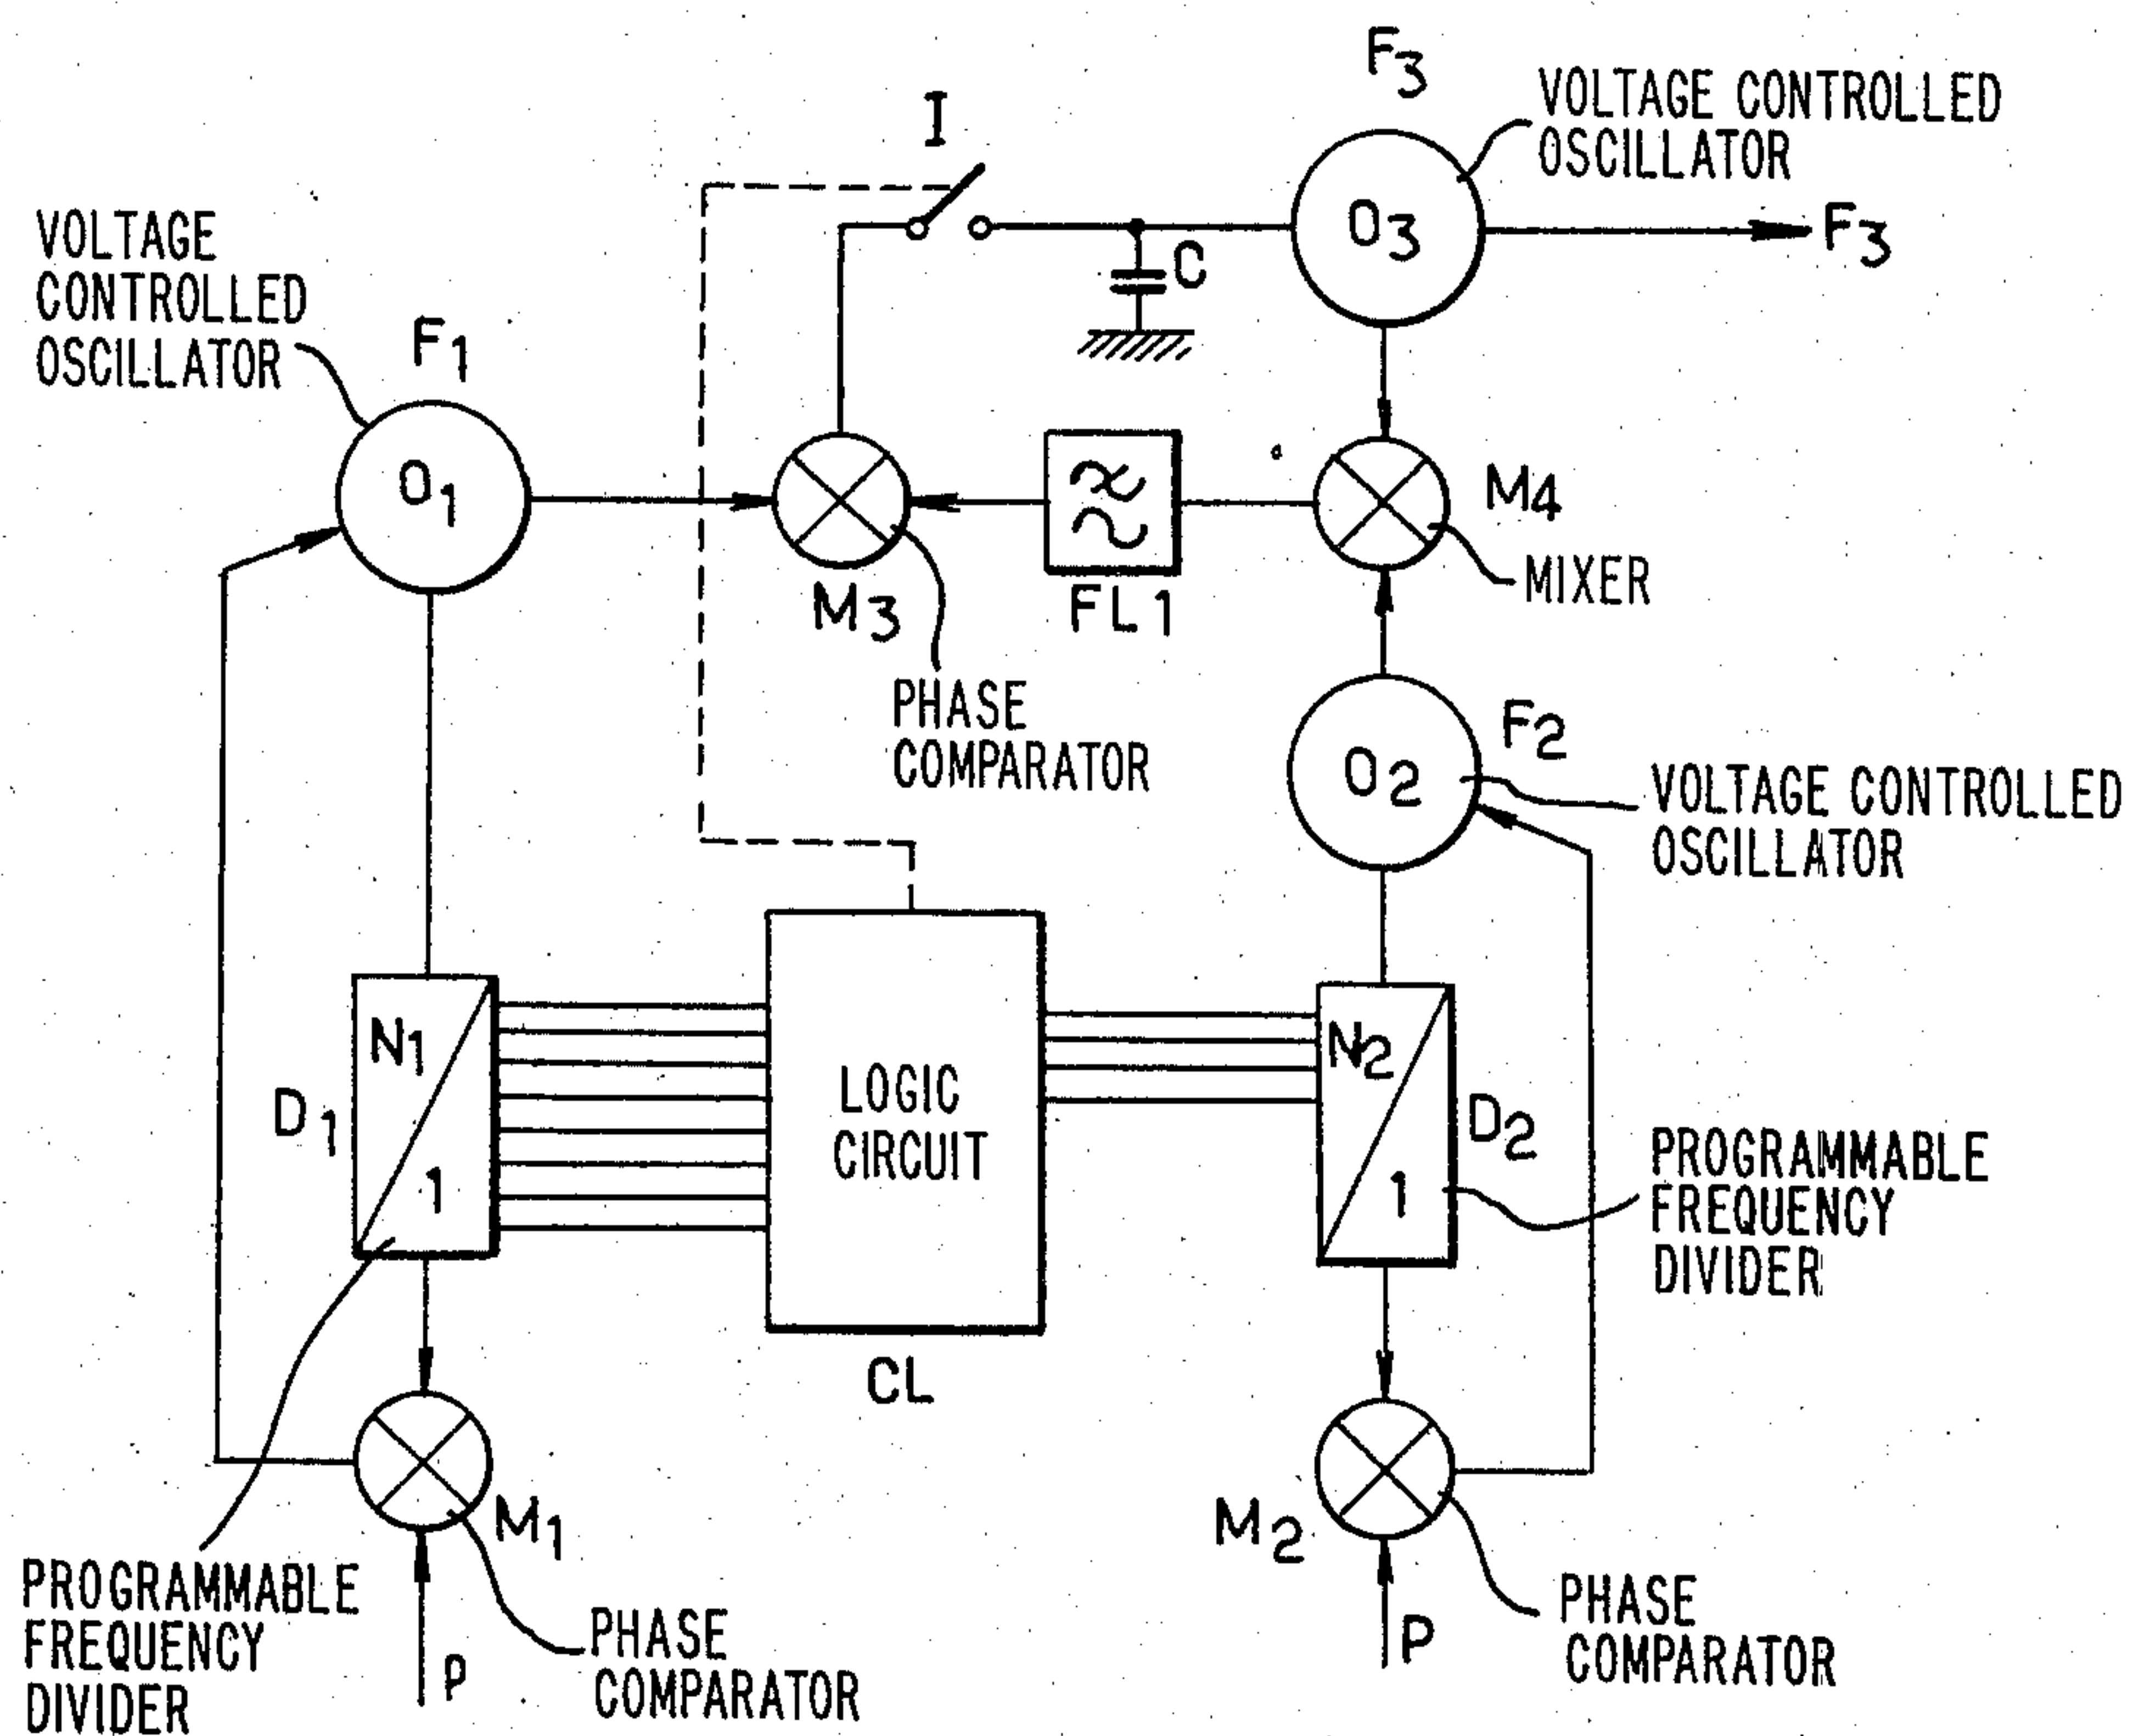 F3
VOLTAGE CONTROLLED
OSCILLATOR
I
O3
F3
C
VOLTAGE
CONTROLLED
OSCILLATOR
F1
O1
M3
FL1
M4
MIXER
PHASE
COMPARATOR
F2
O2
VOLTAGE CONTROLLED
OSCILLATOR
N1
1
D1
LOGIC
CIRCUIT
CL
N2
1
D2
PROGRAMMABLE
FREQUENCY
DIVIDER
M1
M2
PROGRAMMABLE
FREQUENCY
DIVIDER
P
PHASE
COMPARATOR
P
PHASE
COMPARATOR